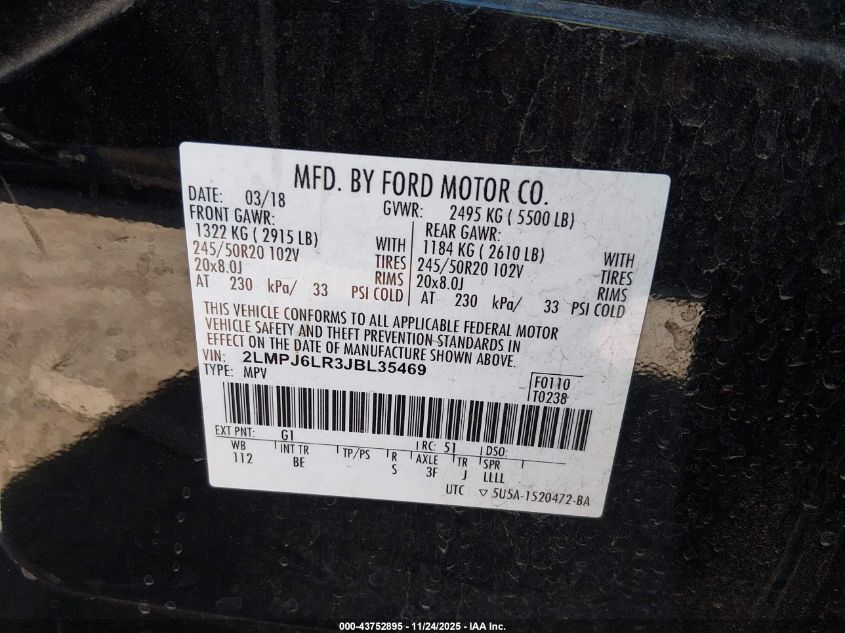 MFD. BY FORD MOTOR CO.
DATE: 03/18 GVWR: 2495 KG ( 5500 LB)
FRONT GAWR: REAR GAWR:
1322 KG ( 2915 LB) WITH 1184 KG ( 2610 LB) WITH
245/50R20 102V TIRES 245/50R20 102V TIRES
20x8.0J RIMS 20x8.0J RIMS
AT 230 kPa/ 33 PSI COLD AT 230 kPa/ 33 PSI COLD
THIS VEHICLE CONFORMS TO ALL APPLICABLE FEDERAL MOTOR
VEHICLE SAFETY AND THEFT PREVENTION STANDARDS IN
EFFECT ON THE DATE OF MANUFACTURE SHOWN ABOVE.
VIN: 2LMPJ6LR3JBL35469
TYPE: MPV
F0110
T0238
EXT PNT: G1 RC: 51 DSO:
WB INT TR TP/PS R AXLE TR SPR
112 BE S 3F J LLLL
UTC ▽ 5U5A-1520472-BA
000-43752895 - 11/24/2025 - IAA Inc.